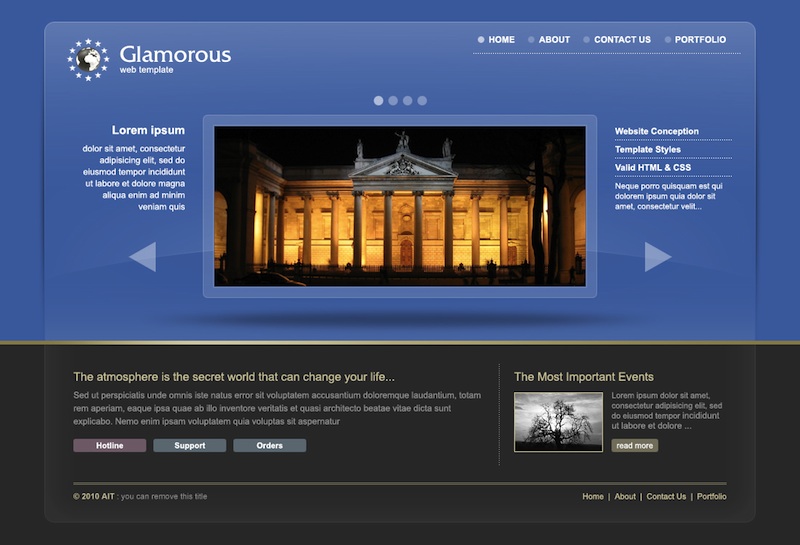 Glamorous
web template
HOME
ABOUT
CONTACT US
PORTFOLIO
Lorem ipsum
dolor sit amet, consectetur
adipisicing elit, sed do
eiusmod tempor incididunt
ut labore et dolore magna
aliqua enim ad minim
veniam quis
Website Conception
Template Styles
Valid HTML & CSS
Neque porro quisquam est qui
dolorem ipsum quia dolor sit
amet, consectetur velit...
The atmosphere is the secret world that can change your life...
Sed ut perspiciatis unde omnis iste natus error sit voluptatem accusantium doloremque laudantium, totam
rem aperiam, eaque ipsa quae ab illo inventore veritatis et quasi architecto beatae vitae dicta sunt
explicabo. Nemo enim ipsam voluptatem quia voluptas sit aspernatur
Hotline
Support
Orders
The Most Important Events
Lorem ipsum dolor sit amet,
consectetur adipisicing elit, sed
do eiusmod tempor incididunt
ut labore et dolore ...
read more
© 2010 AIT : you can remove this title
Home | About | Contact Us | Portfolio